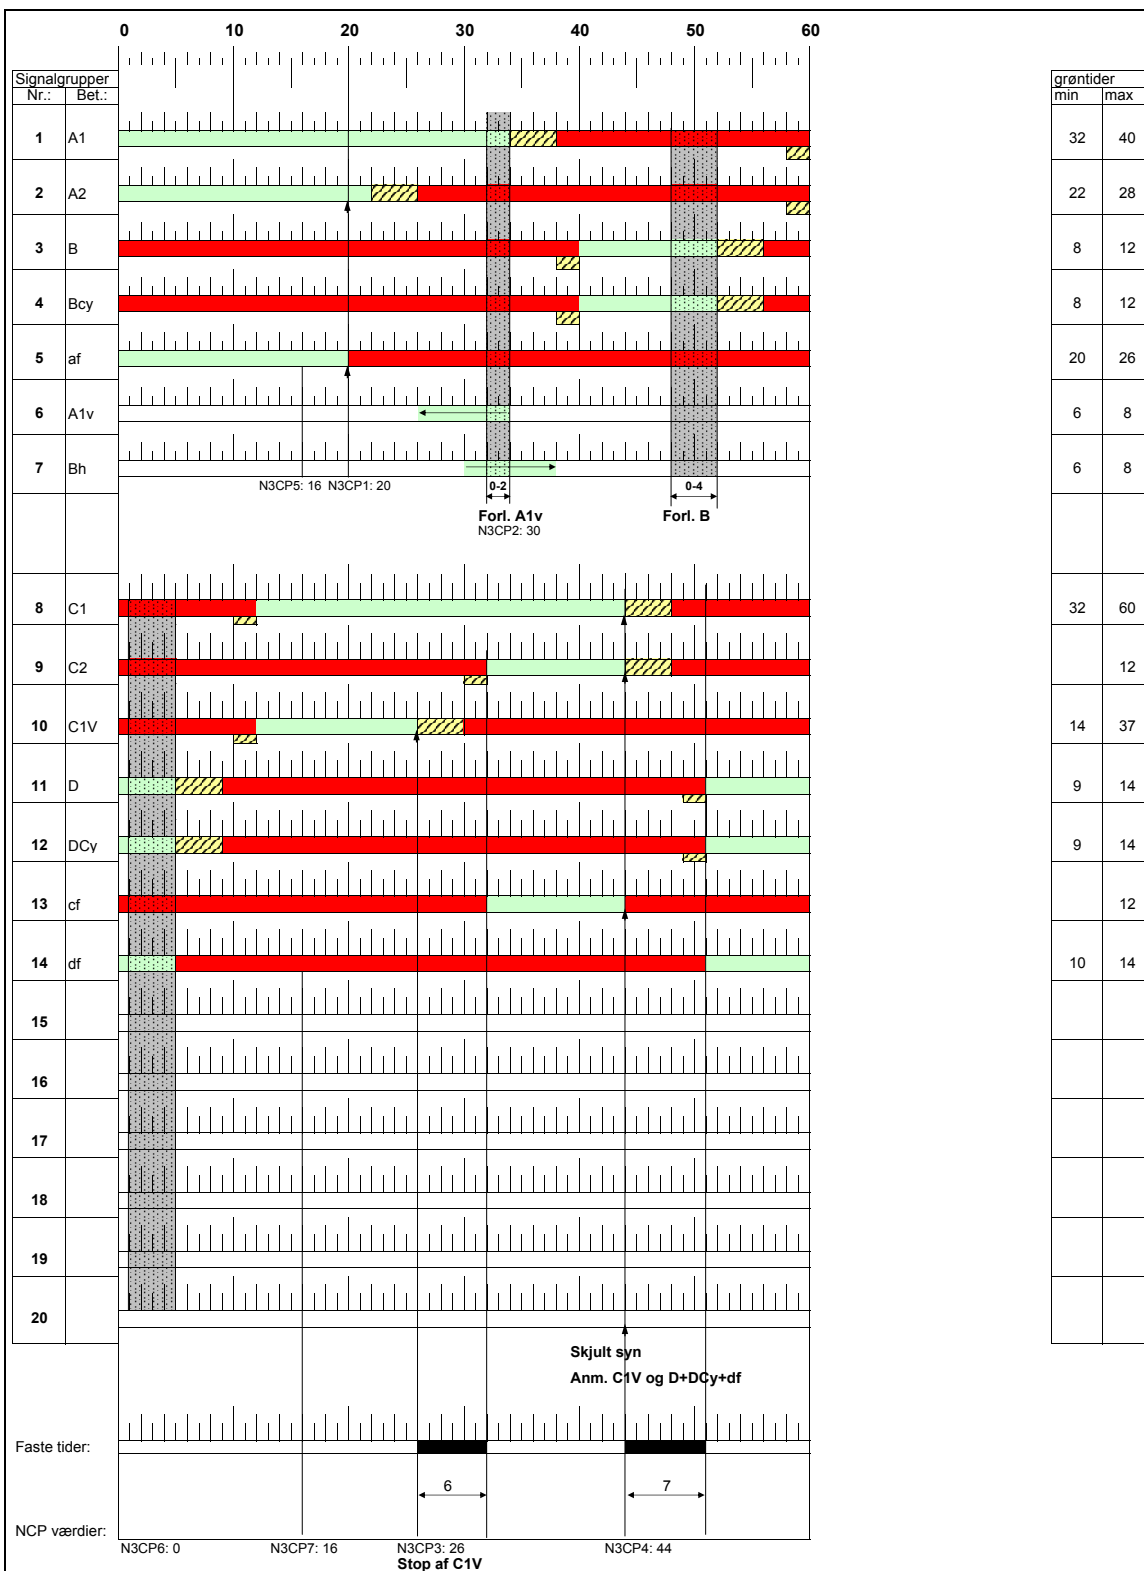 0 10 20 30 40 50 60
Signalgrupper grøntider
Nr.: Bet.: min max
1 A1 32 40
2 A2 22 28
3 B 8 12
4 Bcy 8 12
5 af 20 26
6 A1v 6 8
7 Bh 6 8
N3CP5: 16 N3CP1: 20 0-2 0-4
Forl. A1v Forl. B
N3CP2: 30
8 C1 32 60
9 C2 12
10 C1V 14 37
11 D 9 14
12 DCy 9 14
13 cf 12
14 df 10 14
15
16
17
18
19
20
Skjult syn
Anm. C1V og D+DCy+df
Faste tider:
6 7
NCP værdier:
N3CP6: 0 N3CP7: 16 N3CP3: 26 N3CP4: 44
Stop af C1V